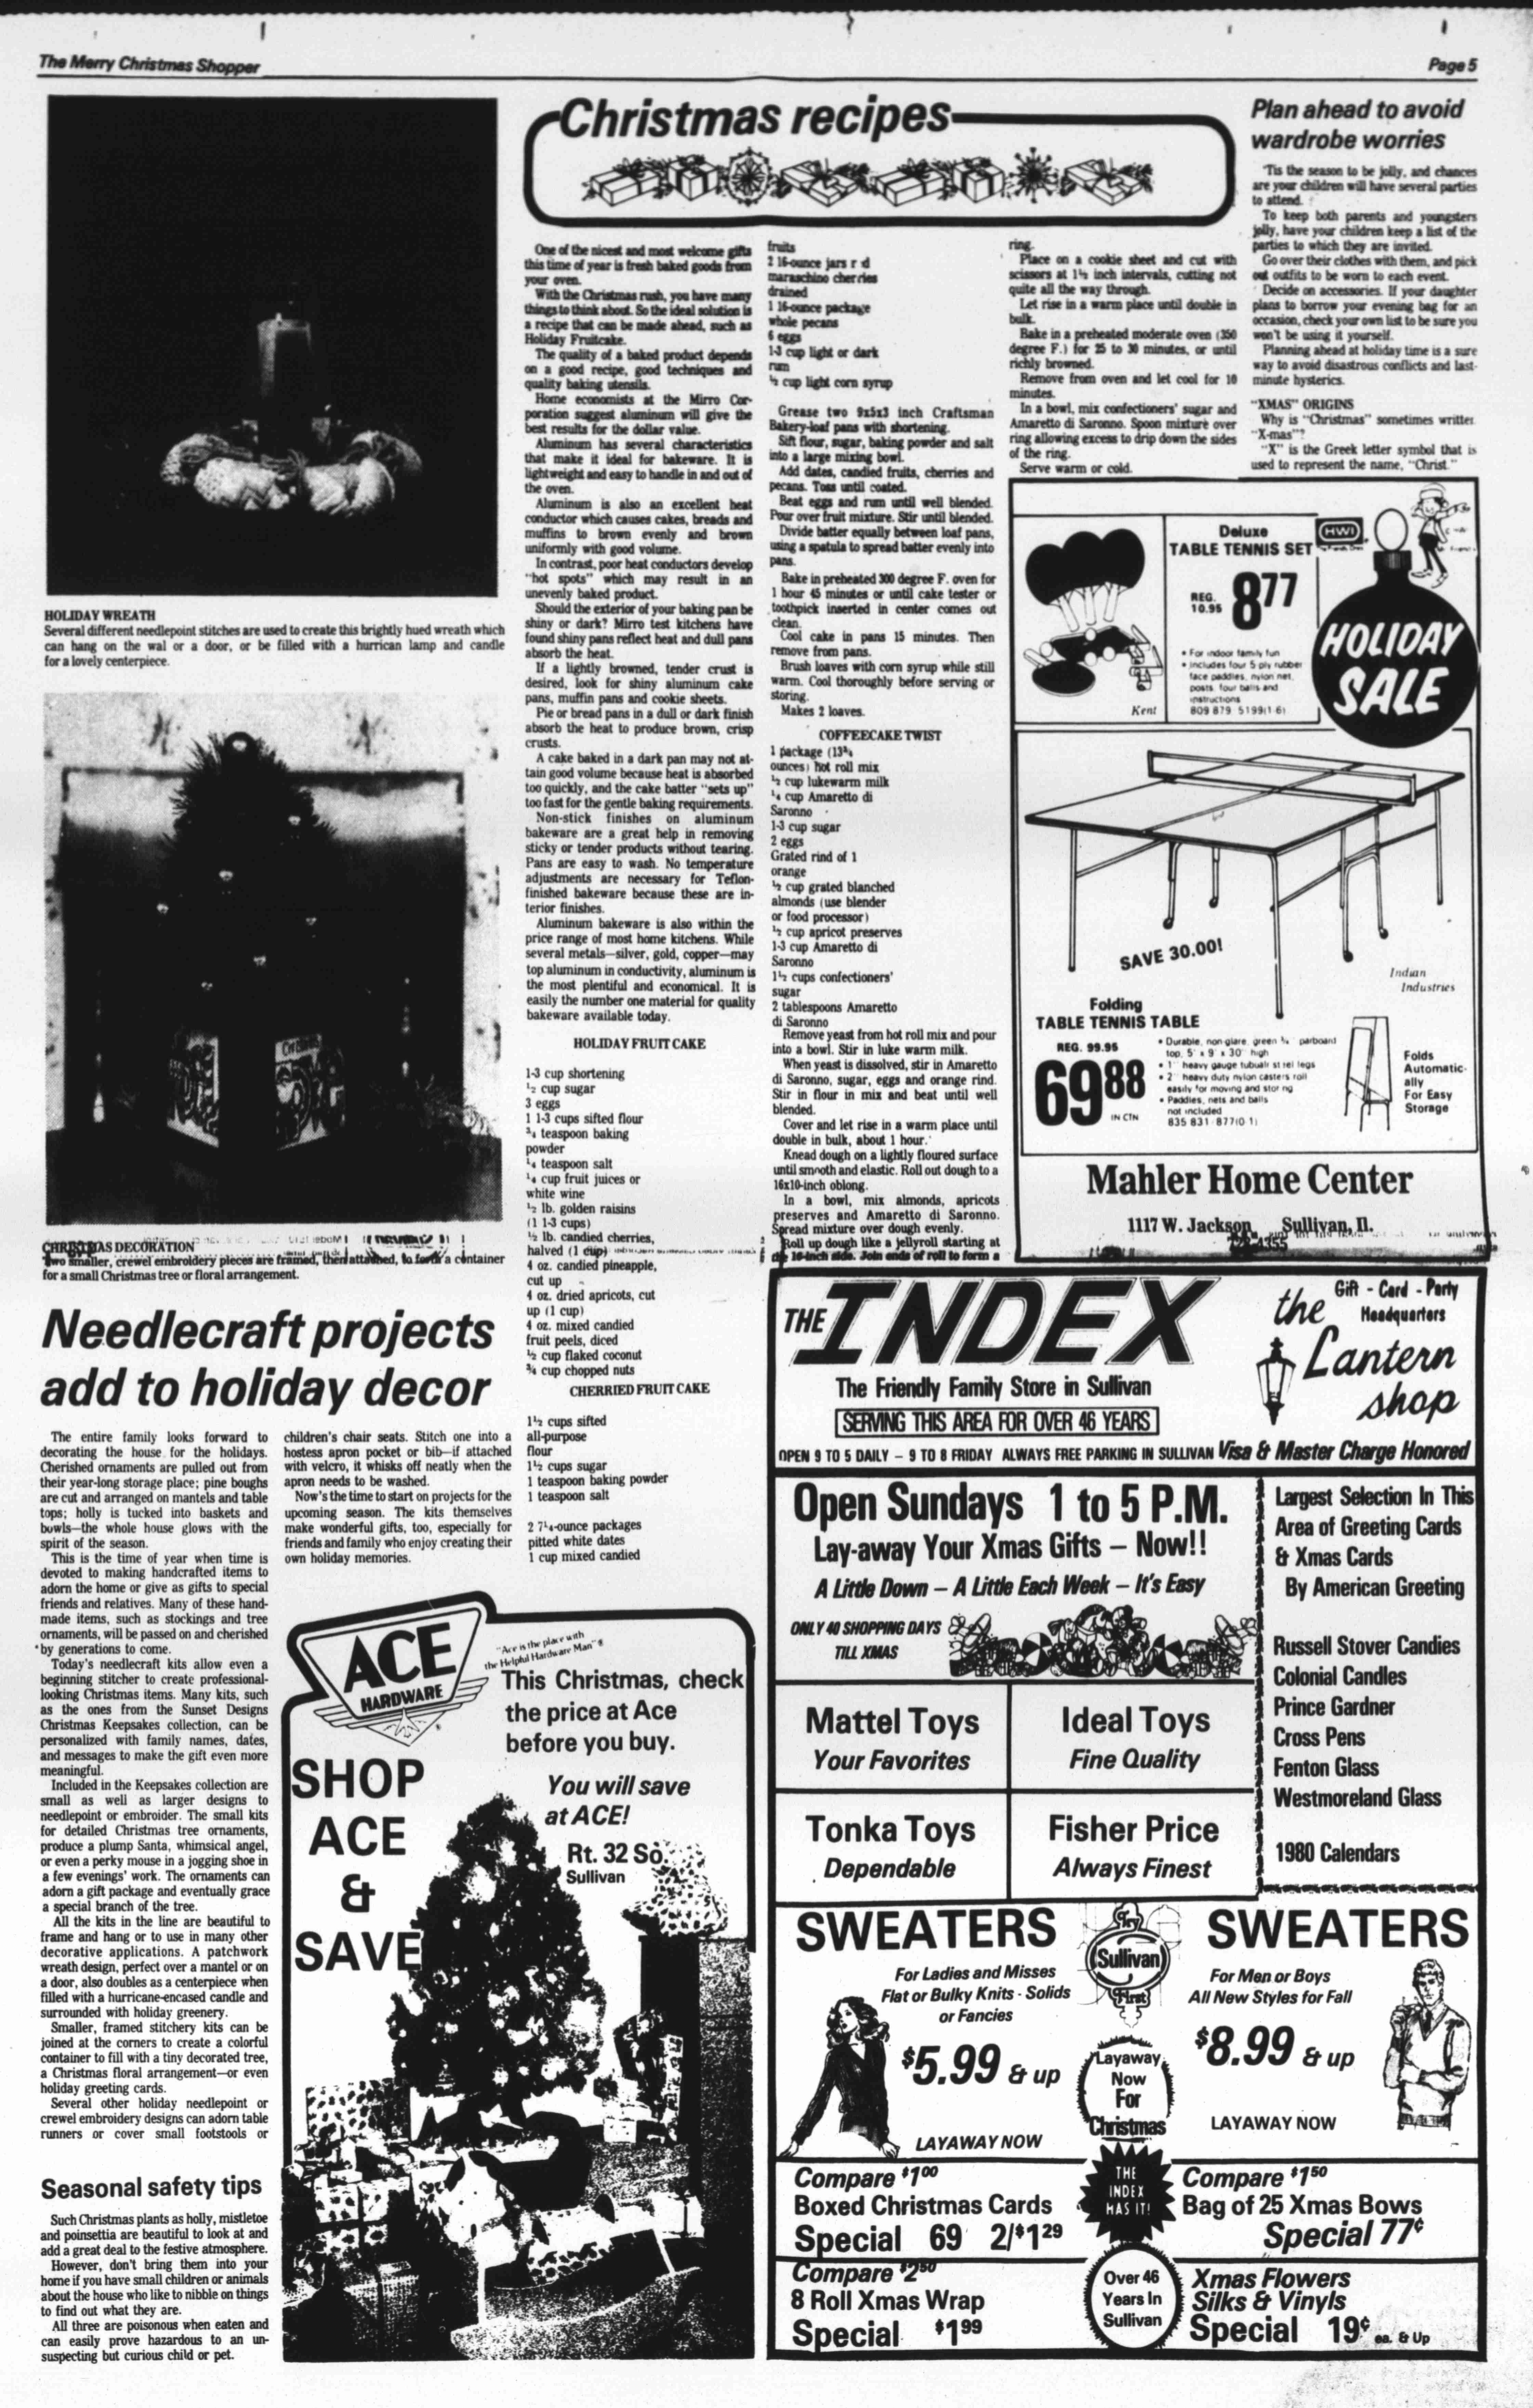 The Merry Christmas Shopper
Page 5
HOLIDAY WREATH
Several different needlepoint stitches are used to create this brightly hued wreath which
can hang on the wal or a door, or be filled with a hurrican lamp and candle
for a lovely centerpiece.
CHRISTMAS DECORATION
Two smaller, crewel embroidery pieces are framed, then attached, to form a container
for a small Christmas tree or floral arrangement.
Needlecraft projects
add to holiday decor
The entire family looks forward to
decorating the house for the holidays.
Cherished ornaments are pulled out from
their year-long storage place; pine boughs
are cut and arranged on mantels and table
tops; holly is tucked into baskets and
bowls—the whole house glows with the
spirit of the season.
This is the time of year when time is
devoted to making handcrafted items to
adorn the home or give as gifts to special
friends and relatives. Many of these hand-
made items, such as stockings and tree
ornaments, will be passed on and cherished
by generations to come.
Today's needlecraft kits allow even a
beginning stitcher to create professional-
looking Christmas items. Many kits, such
as the ones from the Sunset Designs
Christmas Keepsakes collection, can be
personalized with family names, dates,
and messages to make the gift even more
meaningful.
Included in the Keepsakes collection are
small as well as larger designs to
needlepoint or embroider. The small kits
for detailed Christmas tree ornaments,
produce a plump Santa, whimsical angel,
or even a perky mouse in a jogging shoe in
a few evenings' work. The ornaments can
adorn a gift package and eventually grace
a special branch of the tree.
All the kits in the line are beautiful to
frame and hang or to use in many other
decorative applications. A patchwork
wreath design, perfect over a mantel or on
a door, also doubles as a centerpiece when
filled with a hurricane-encased candle and
surrounded with holiday greenery.
Smaller, framed stitchery kits can be
joined at the corners to create a colorful
container to fill with a tiny decorated tree,
a Christmas floral arrangement—or even
holiday greeting cards.
Several other holiday needlepoint or
crewel embroidery designs can adorn table
runners or cover small footstools or
children's chair seats. Stitch one into a
hostess apron pocket or bib—if attached
with velcro, it whisks off neatly when the
apron needs to be washed.
Now's the time to start on projects for the
upcoming season. The kits themselves
make wonderful gifts, too, especially for
friends and family who enjoy creating their
own holiday memories.
Seasonal safety tips
Such Christmas plants as holly, mistletoe
and poinsettia are beautiful to look at and
add a great deal to the festive atmosphere.
However, don't bring them into your
home if you have small children or animals
about the house who like to nibble on things
to find out what they are.
All three are poisonous when eaten and
can easily prove hazardous to an un-
suspecting but curious child or pet.
Christmas recipes
One of the nicest and most welcome gifts
this time of year is fresh baked goods from
your oven.
With the Christmas rush, you have many
things to think about. So the ideal solution is
a recipe that can be made ahead, such as
Holiday Fruitcake.
The quality of a baked product depends
on a good recipe, good techniques and
quality baking utensils.
Home economists at the Mirro Cor-
poration suggest aluminum will give the
best results for the dollar value.
Aluminum has several characteristics
that make it ideal for bakeware. It is
lightweight and easy to handle in and out of
the oven.
Aluminum is also an excellent heat
conductor which causes cakes, breads and
muffins to brown evenly and brown
uniformly with good volume.
In contrast, poor heat conductors develop
"hot spots" which may result in an
unevenly baked product.
Should the exterior of your baking pan be
shiny or dark? Mirro test kitchens have
found shiny pans reflect heat and dull pans
absorb the heat.
If a lightly browned, tender crust is
desired, look for shiny aluminum cake
pans, muffin pans and cookie sheets.
Pie or bread pans in a dull or dark finish
absorb the heat to produce brown, crisp
crusts.
A cake baked in a dark pan may not at-
tain good volume because heat is absorbed
too quickly, and the cake batter "sets up"
too fast for the gentle baking requirements.
Non-stick finishes on aluminum
bakeware are a great help in removing
sticky or tender products without tearing.
Pans are easy to wash. No temperature
adjustments are necessary for Teflon-
finished bakeware because these are in-
terior finishes.
Aluminum bakeware is also within the
price range of most home kitchens. While
several metals—silver, gold, copper—may
top aluminum in conductivity, aluminum is
the most plentiful and economical. It is
easily the number one material for quality
bakeware available today.
HOLIDAY FRUIT CAKE
1-3 cup shortening
½ cup sugar
3 eggs
1 1-3 cups sifted flour
¾ teaspoon baking
powder
¼ teaspoon salt
¼ cup fruit juices or
white wine
½ lb. golden raisins
(1 1-3 cups)
½ lb. candied cherries,
halved (1 cup)
4 oz. candied pineapple,
cut up
4 oz. dried apricots, cut
up (1 cup)
4 oz. mixed candied
fruit peels, diced
½ cup flaked coconut
¾ cup chopped nuts
CHERRIED FRUIT CAKE
1½ cups sifted
all-purpose
flour
1½ cups sugar
1 teaspoon baking powder
1 teaspoon salt
2 7¼-ounce packages
pitted white dates
1 cup mixed candied
fruits
2 16-ounce jars r d
maraschino cherries
drained
1 16-ounce package
whole pecans
6 eggs
1-3 cup light or dark
rum
½ cup light corn syrup
Grease two 9x5x3 inch Craftsman
Bakery-loaf pans with shortening.
Sift flour, sugar, baking powder and salt
into a large mixing bowl.
Add dates, candied fruits, cherries and
pecans. Toss until coated.
Beat eggs and rum until well blended.
Pour over fruit mixture. Stir until blended.
Divide batter equally between loaf pans,
using a spatula to spread batter evenly into
pans.
Bake in preheated 300 degree F. oven for
1 hour 45 minutes or until cake tester or
toothpick inserted in center comes out
clean.
Cool cake in pans 15 minutes. Then
remove from pans.
Brush loaves with corn syrup while still
warm. Cool thoroughly before serving or
storing.
Makes 2 loaves.
COFFEECAKE TWIST
1 package (13¾
ounces) hot roll mix
½ cup lukewarm milk
¼ cup Amaretto di
Saronno
1-3 cup sugar
2 eggs
Grated rind of 1
orange
½ cup grated blanched
almonds (use blender
or food processor)
½ cup apricot preserves
1-3 cup Amaretto di
Saronno
1½ cups confectioners'
sugar
2 tablespoons Amaretto
di Saronno
Remove yeast from hot roll mix and pour
into a bowl. Stir in luke warm milk.
When yeast is dissolved, stir in Amaretto
di Saronno, sugar, eggs and orange rind.
Stir in flour in mix and beat until well
blended.
Cover and let rise in a warm place until
double in bulk, about 1 hour.
Knead dough on a lightly floured surface
until smooth and elastic. Roll out dough to a
16x10-inch oblong.
In a bowl, mix almonds, apricots
preserves and Amaretto di Saronno.
Spread mixture over dough evenly.
Roll up dough like a jellyroll starting at
the 16-inch side. Join ends of roll to form a
ring.
Place on a cookie sheet and cut with
scissors at 1½ inch intervals, cutting not
quite all the way through.
Let rise in a warm place until double in
bulk.
Bake in a preheated moderate oven (350
degree F.) for 25 to 30 minutes, or until
richly browned.
Remove from oven and let cool for 10
minutes.
In a bowl, mix confectioners' sugar and
Amaretto di Saronno. Spoon mixture over
ring allowing excess to drip down the sides
of the ring.
Serve warm or cold.
Plan ahead to avoid
wardrobe worries
'Tis the season to be jolly, and chances
are your children will have several parties
to attend.
To keep both parents and youngsters
jolly, have your children keep a list of the
parties to which they are invited.
Go over their clothes with them, and pick
out outfits to be worn to each event.
Decide on accessories. If your daughter
plans to borrow your evening bag for an
occasion, check your own list to be sure you
won't be using it yourself.
Planning ahead at holiday time is a sure
way to avoid disastrous conflicts and last-
minute hysterics.
"XMAS" ORIGINS
Why is "Christmas" sometimes writter
"X-mas"?
"X" is the Greek letter symbol that is
used to represent the name, "Christ."
Deluxe
TABLE TENNIS SET
HWI
REG.
10.95
8 77
• For indoor family fun
• Includes four 5 ply rubber
face paddles, nylon net,
posts, four balls and
instructions
809 879 5199(1-6)
Kent
HOLIDAY
SALE
SAVE 30.00!
Indian
Industries
Folding
TABLE TENNIS TABLE
REG. 99.95
69 88
IN CTN
• Durable, non-glare, green ¾" parboard
top, 5' x 9' x 30" high
• 1" heavy gauge tubualr steel legs
• 2" heavy duty nylon casters roll
easily for moving and storing
• Paddles, nets and balls
not included
835 831 8771(0-1)
Folds
Automatic-
ally
For Easy
Storage
Mahler Home Center
1117 W. Jackson Sullivan, Il.
ACE
HARDWARE
"Ace is the place with
the Helpful Hardware Man"®
This Christmas, check
the price at Ace
before you buy.
You will save
at ACE!
Rt. 32 So.
Sullivan
SHOP
ACE
&
SAVE
THE INDEX
The Friendly Family Store in Sullivan
SERVING THIS AREA FOR OVER 46 YEARS
Gift - Card - Party
Headquarters
the
Lantern
shop
OPEN 9 TO 5 DAILY – 9 TO 8 FRIDAY ALWAYS FREE PARKING IN SULLIVAN Visa & Master Charge Honored
Open Sundays 1 to 5 P.M.
Lay-away Your Xmas Gifts – Now!!
A Little Down – A Little Each Week – It's Easy
ONLY 40 SHOPPING DAYS
TILL XMAS
Mattel Toys
Your Favorites
Ideal Toys
Fine Quality
Tonka Toys
Dependable
Fisher Price
Always Finest
Largest Selection In This
Area of Greeting Cards
& Xmas Cards
By American Greeting
Russell Stover Candies
Colonial Candles
Prince Gardner
Cross Pens
Fenton Glass
Westmoreland Glass
1980 Calendars
SWEATERS
For Ladies and Misses
Flat or Bulky Knits - Solids
or Fancies
$5.99 & up
LAYAWAY NOW
Try
Sullivan
First
Layaway
Now
For
Christmas
SWEATERS
For Men or Boys
All New Styles for Fall
$8.99 & up
LAYAWAY NOW
Compare $1 00
Boxed Christmas Cards
Special 69 2/$1 29
THE
INDEX
HAS IT!
Compare $1 50
Bag of 25 Xmas Bows
Special 77¢
Compare $2 50
8 Roll Xmas Wrap
Special $1 99
Over 46
Years In
Sullivan
Xmas Flowers
Silks & Vinyls
Special 19¢ ea. & Up